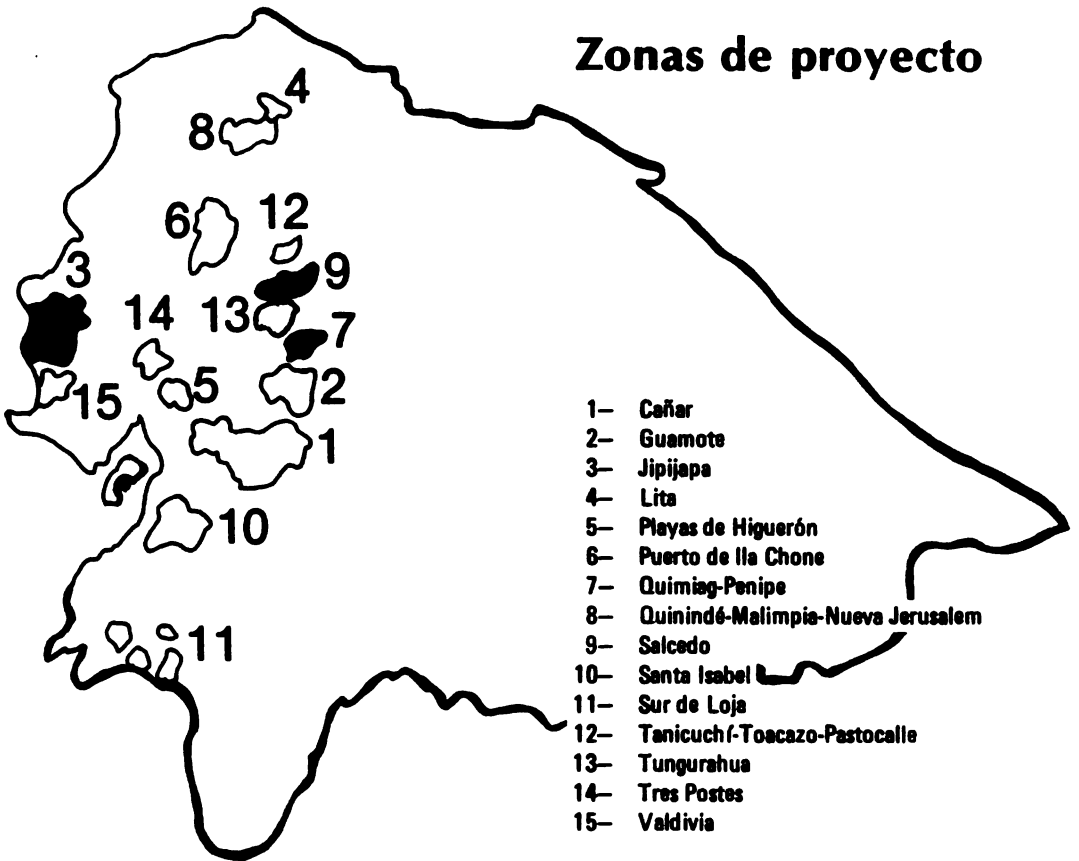 Zonas de proyecto
4
8
6
12
3
9
14
13
7
15
5
2
1
10
11
1– Cañar
2– Guamote
3– Jipijapa
4– Lita
5– Playas de Higuerón
6– Puerto de Ila Chone
7– Quimiag-Penipe
8– Quinindé-Malimpia-Nueva Jerusalem
9– Salcedo
10– Santa Isabel
11– Sur de Loja
12– Tanicuchí-Toacazo-Pastocalle
13– Tungurahua
14– Tres Postes
15– Valdivia